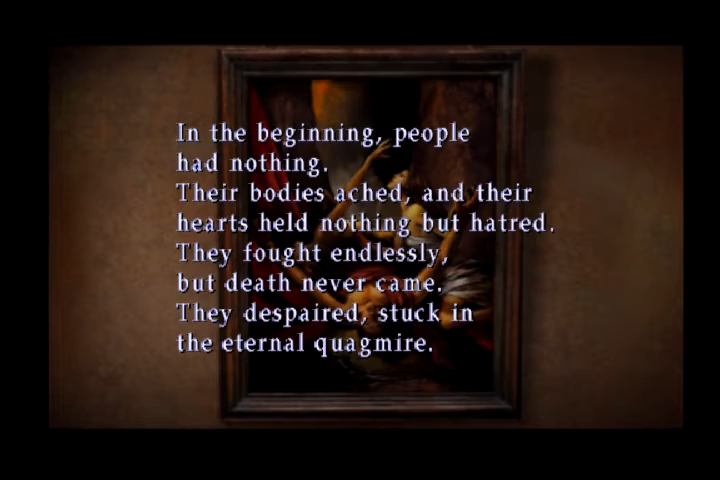 In the beginning, people
had nothing.
Their bodies ached, and their
hearts held nothing but hatred.
They fought endlessly,
but death never came.
They despaired, stuck in
the eternal quagmire.